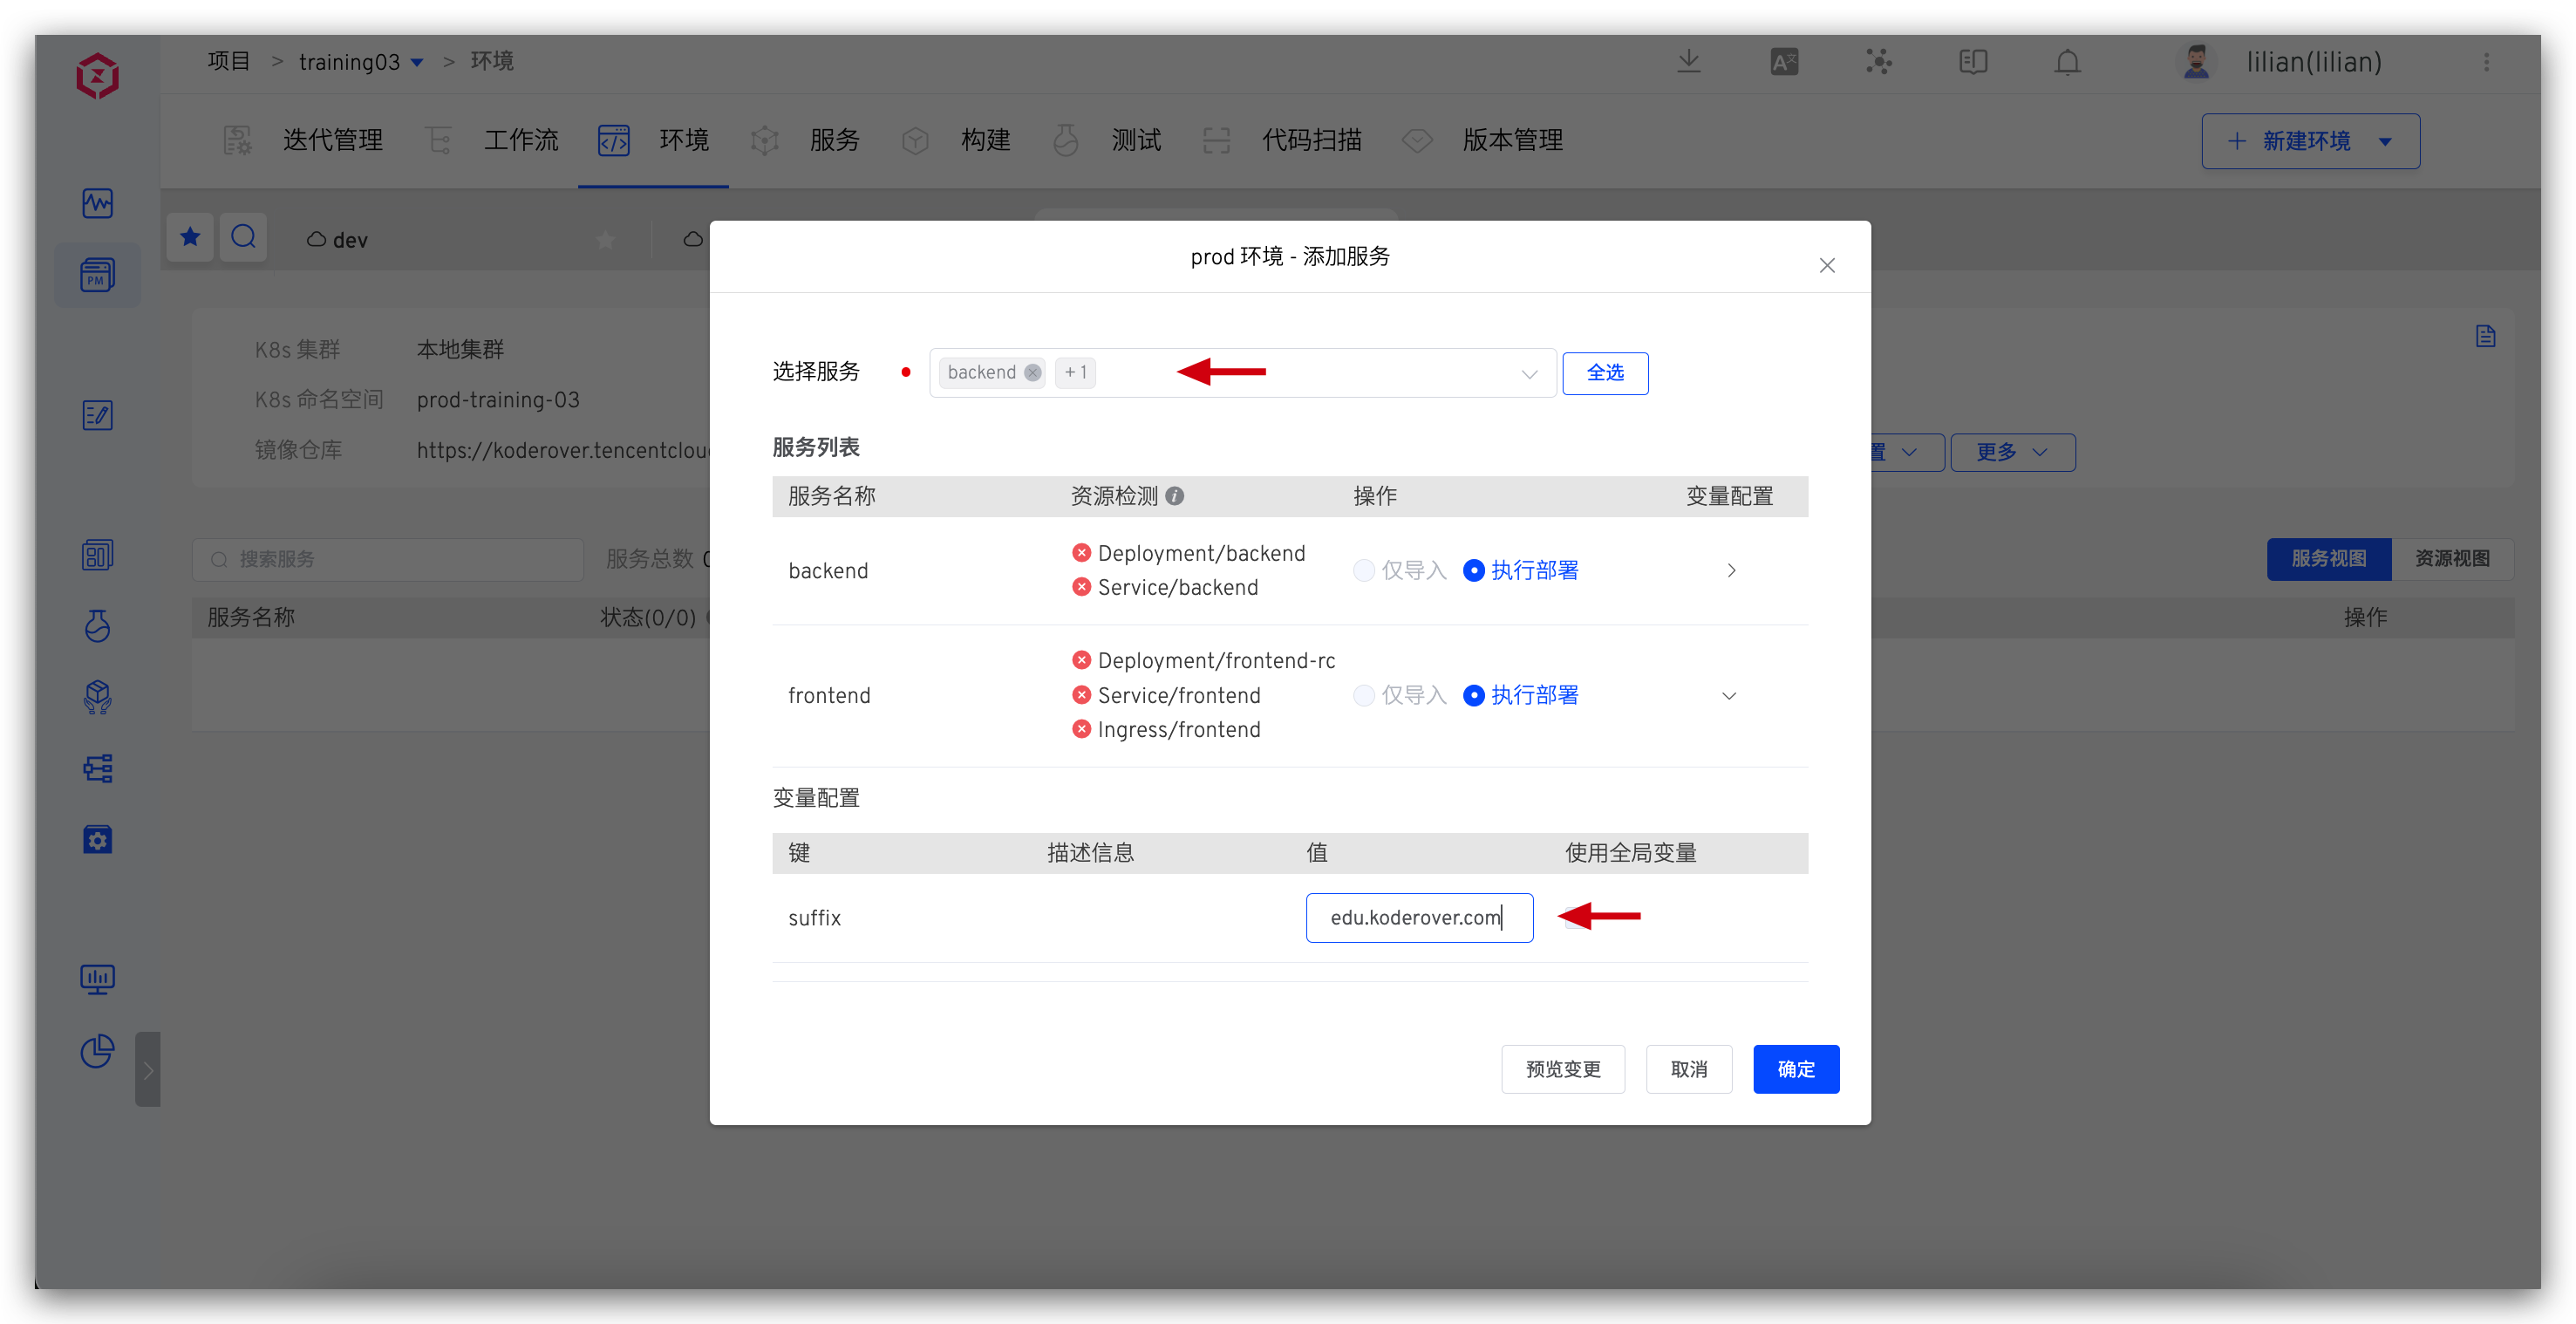 项目 > training03 > 环境
lilian(lilian)
迭代管理 工作流 环境 服务 构建 测试 代码扫描 版本管理
+ 新建环境
PM
dev
prod 环境 - 添加服务
K8s 集群 本地集群
K8s 命名空间 prod-training-03
镜像仓库 https://koderover.tencentclou
置 更多
搜索服务 服务总数
服务视图 资源视图
服务名称 状态(0/0) 操作
选择服务 backend + 1 全选
服务列表
服务名称 资源检测 操作 变量配置
backend
Deployment/backend
Service/backend
仅导入 执行部署
frontend
Deployment/frontend-rc
Service/frontend
Ingress/frontend
仅导入 执行部署
变量配置
键 描述信息 值 使用全局变量
suffix edu.koderover.com
预览变更 取消 确定